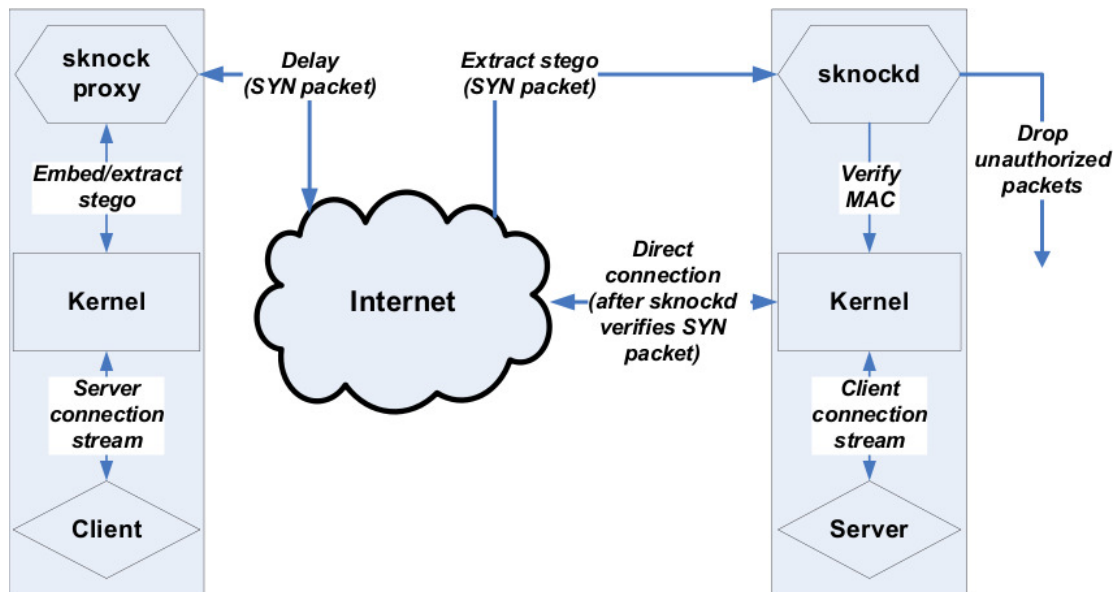 sknock
proxy
Delay
(SYN packet)
Extract stego
(SYN packet)
sknockd
Embed/extract
stego
Verify
MAC
Drop
unauthorized
packets
Kernel
Internet
Direct
connection
(after sknockd
verifies SYN
packet)
Kernel
Server
connection
stream
Client
connection
stream
Client
Server